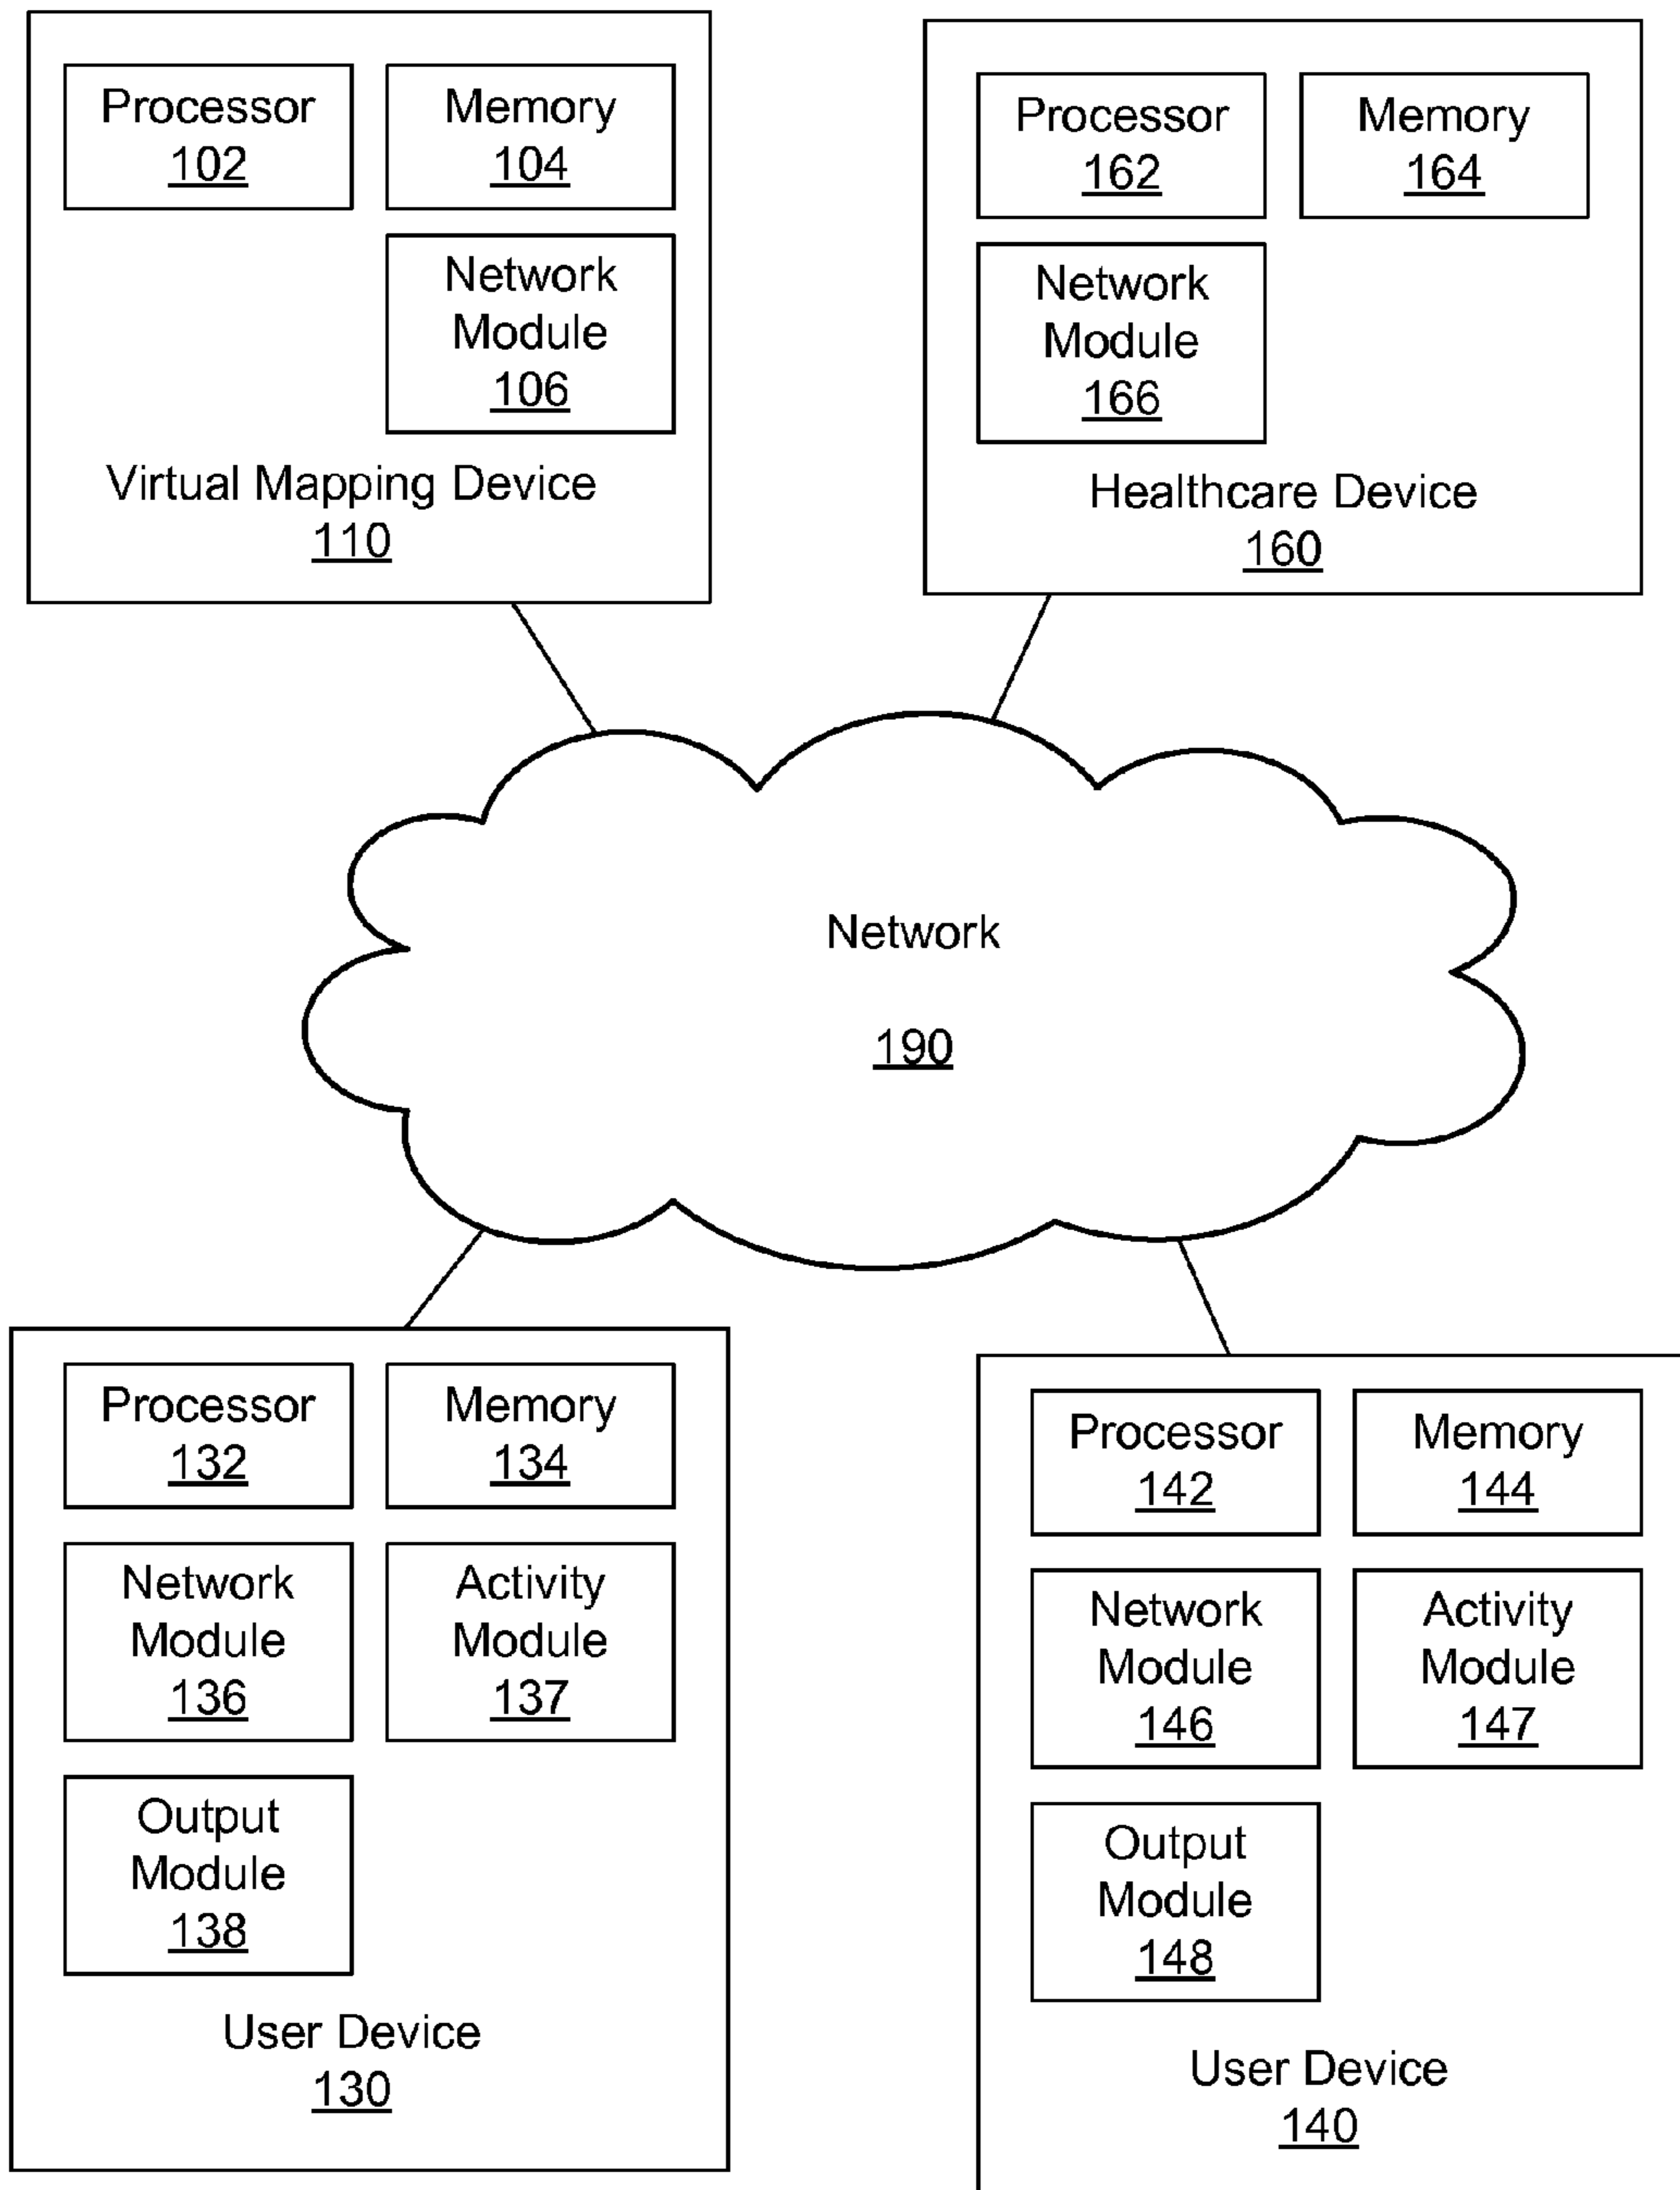 Processor
102
Memory
104
Network
Module
106
Virtual Mapping Device
110
Processor
162
Memory
164
Network
Module
166
Healthcare Device
160
Network
190
Processor
132
Memory
134
Network
Module
136
Activity
Module
137
Output
Module
138
User Device
130
Processor
142
Memory
144
Network
Module
146
Activity
Module
147
Output
Module
148
User Device
140